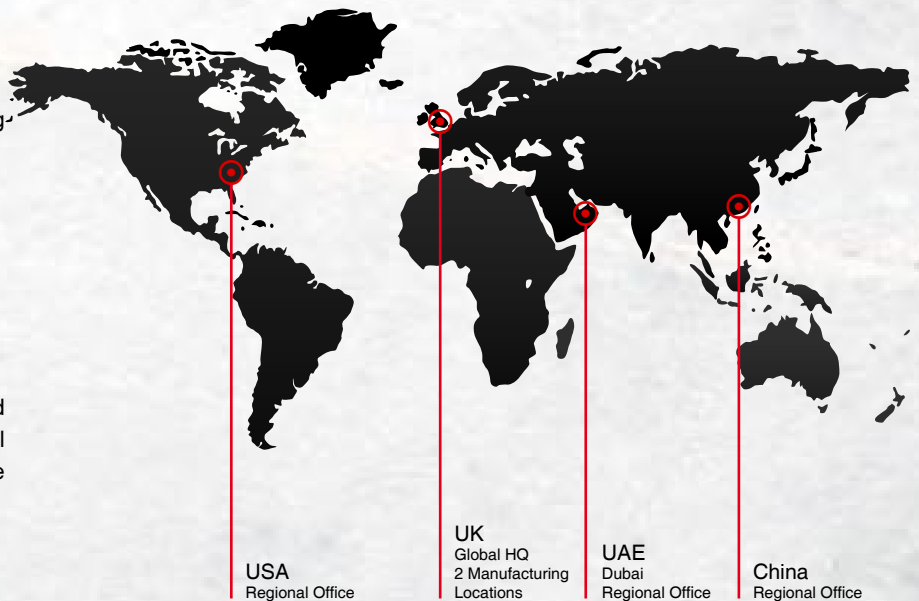 g
d
l
e
USA
Regional Office
UK
Global HQ
2 Manufacturing
Locations
UAE
Dubai
Regional Office
China
Regional Office